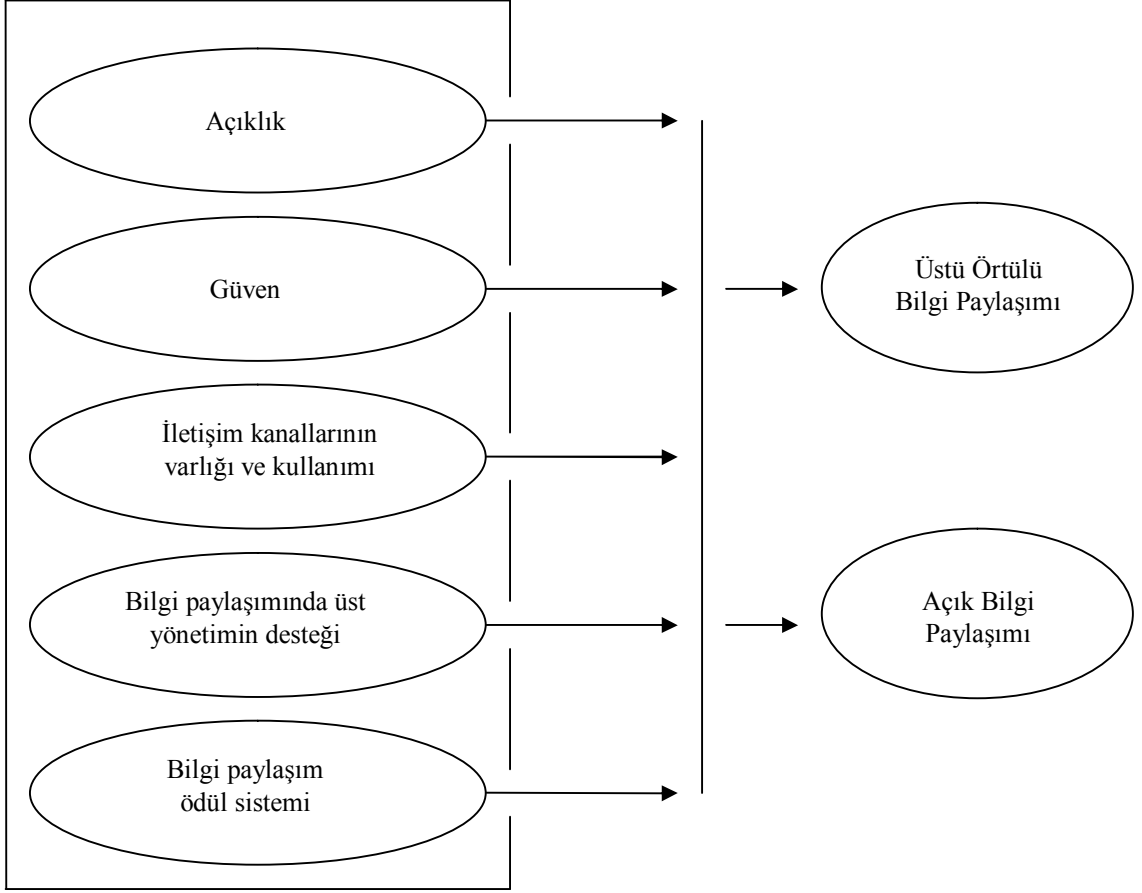 Açıklık
Güven
İletişim kanallarının
varlığı ve kullanımı
Bilgi paylaşımında üst
yönetimin desteği
Bilgi paylaşım
ödül sistemi
Üstü Örtülü
Bilgi Paylaşımı
Açık Bilgi
Paylaşımı